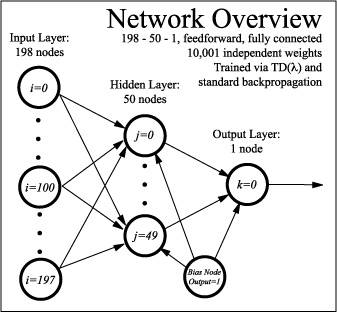 Network Overview
198 - 50 - 1, feedforward, fully connected
10,001 independent weights
Trained via TD(λ) and
standard backpropagation
Input Layer:
198 nodes
Hidden Layer:
50 nodes
Output Layer:
1 node
i=0
j=0
i=100
k=0
j=49
i=197
Bias Node
Output=1